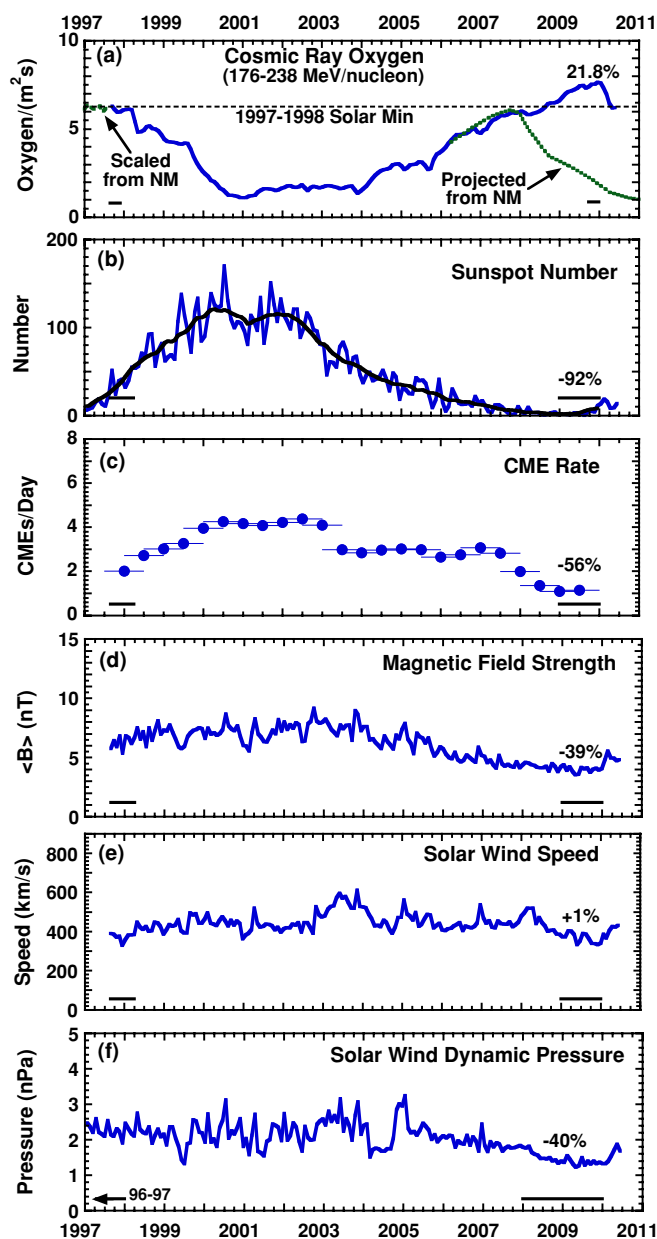 1997 1999 2001 2003 2005 2007 2009 2011
(a)
Cosmic Ray Oxygen
(176-238 MeV/nucleon)
21.8%
1997-1998 Solar Min
Scaled
from NM
Projected
from NM
Oxygen/(m²s)
10
5
0
(b)
Sunspot Number
-92%
Number
200
100
0
(c)
CME Rate
-56%
CMEs/Day
8
6
4
2
0
(d)
Magnetic Field Strength
-39%
<B> (nT)
15
10
5
0
(e)
Solar Wind Speed
+1%
Speed (km/s)
800
600
400
200
0
(f)
Solar Wind Dynamic Pressure
-40%
96-97
Pressure (nPa)
5
4
3
2
1
0
1997 1999 2001 2003 2005 2007 2009 2011